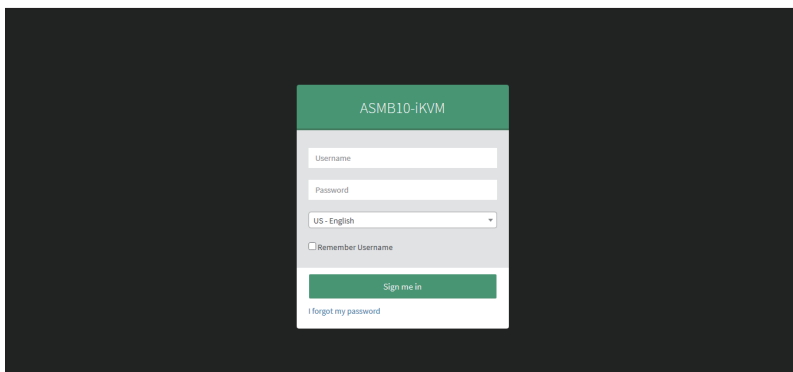 ASMB10-iKVM
Username
Password
US - English
Remember Username
Sign me in
I forgot my password